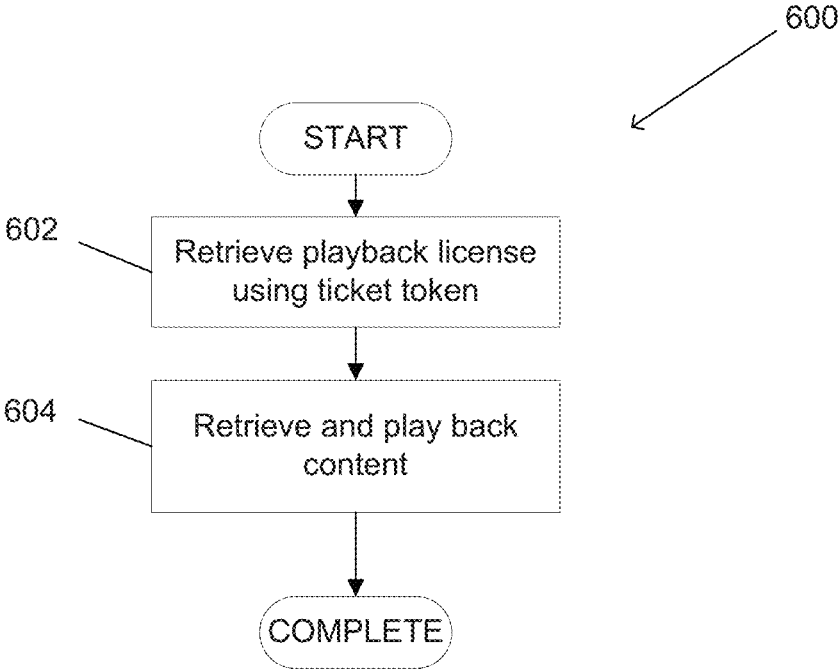 600
START
602
Retrieve playback license
using ticket token
604
Retrieve and play back
content
COMPLETE